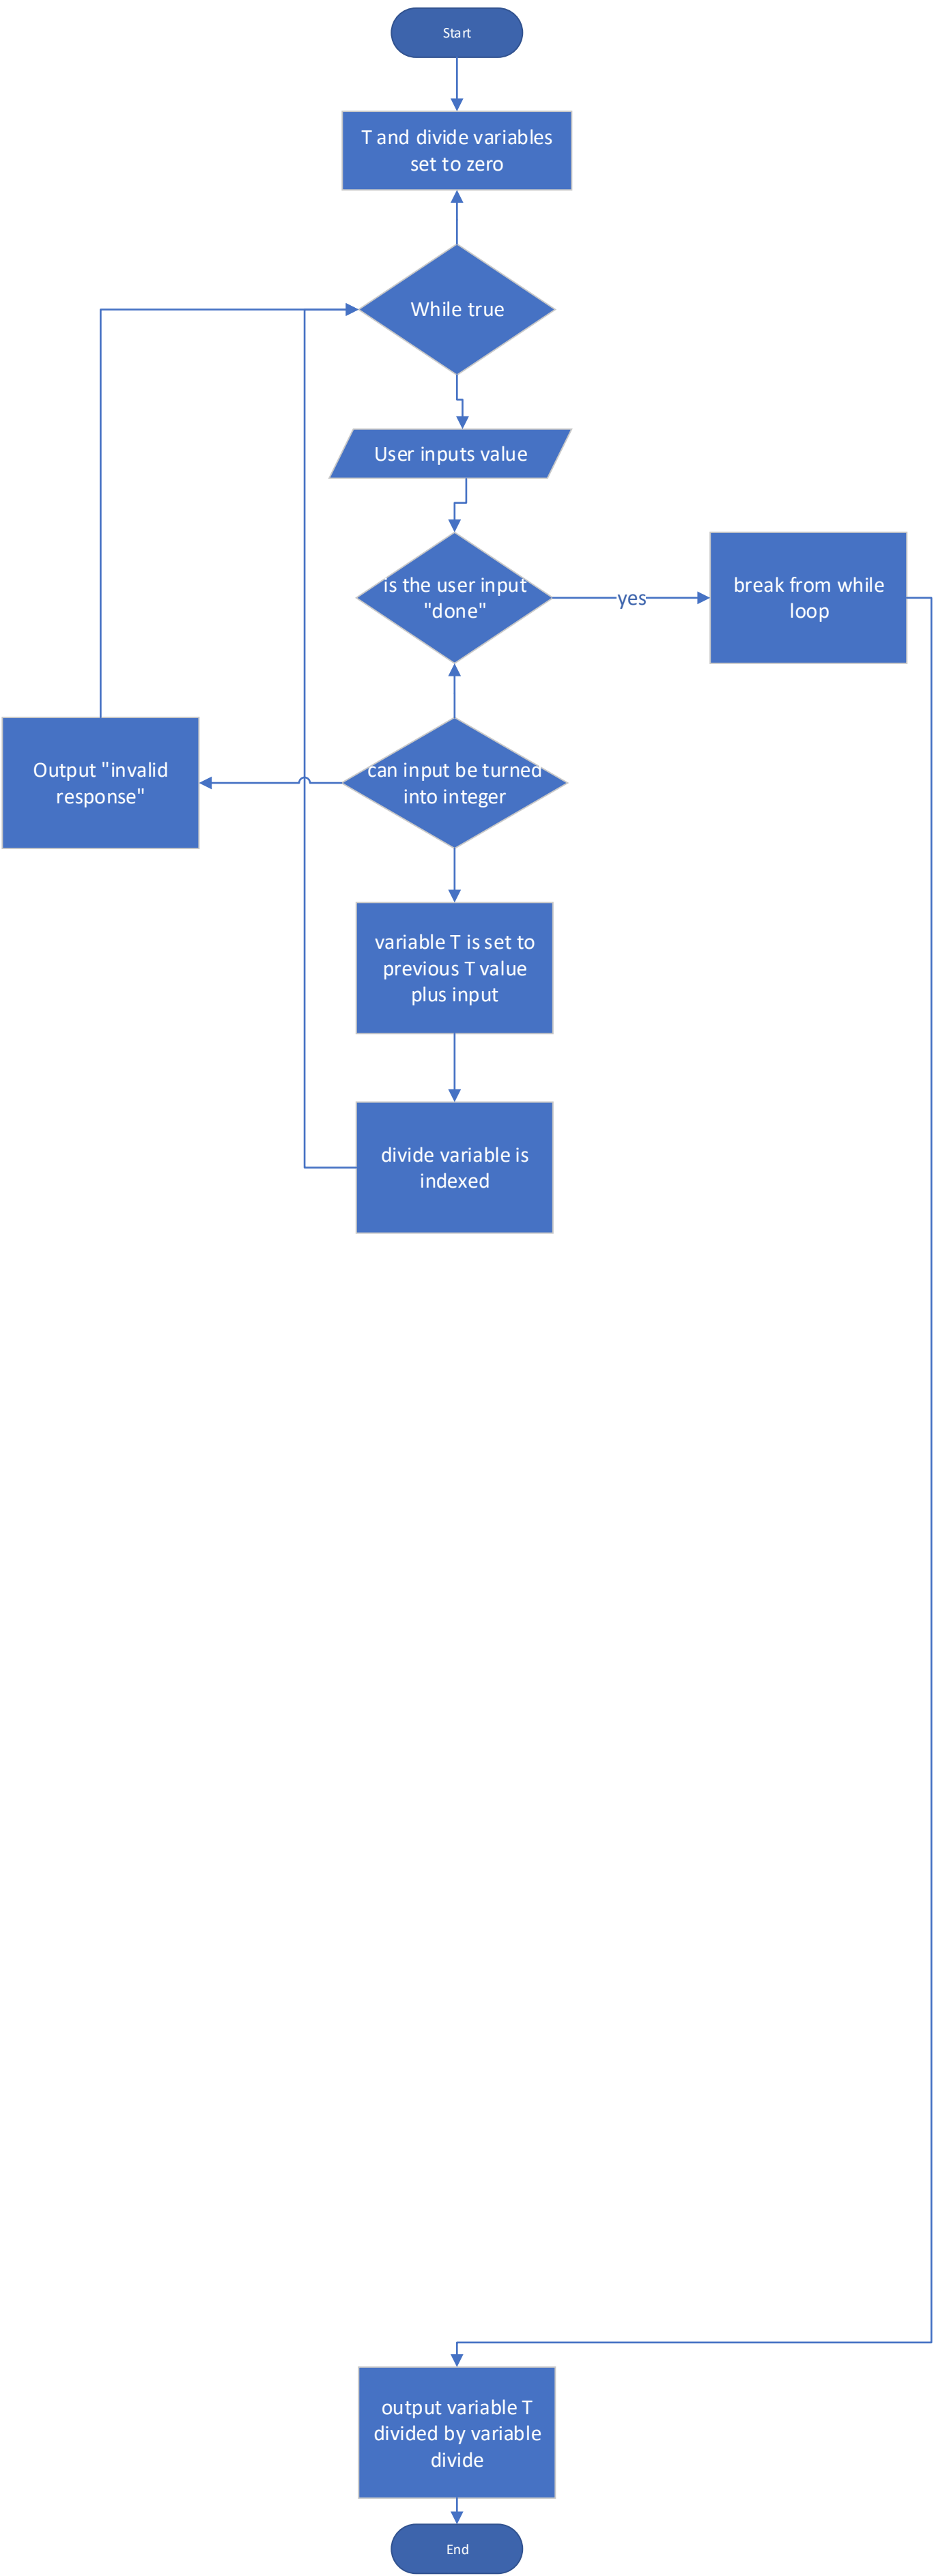 Start
T and divide variables
set to zero
While true
User inputs value
is the user input
"done"
yes
break from while
loop
can input be turned
into integer
Output "invalid
response"
variable T is set to
previous T value
plus input
divide variable is
indexed
output variable T
divided by variable
divide
End